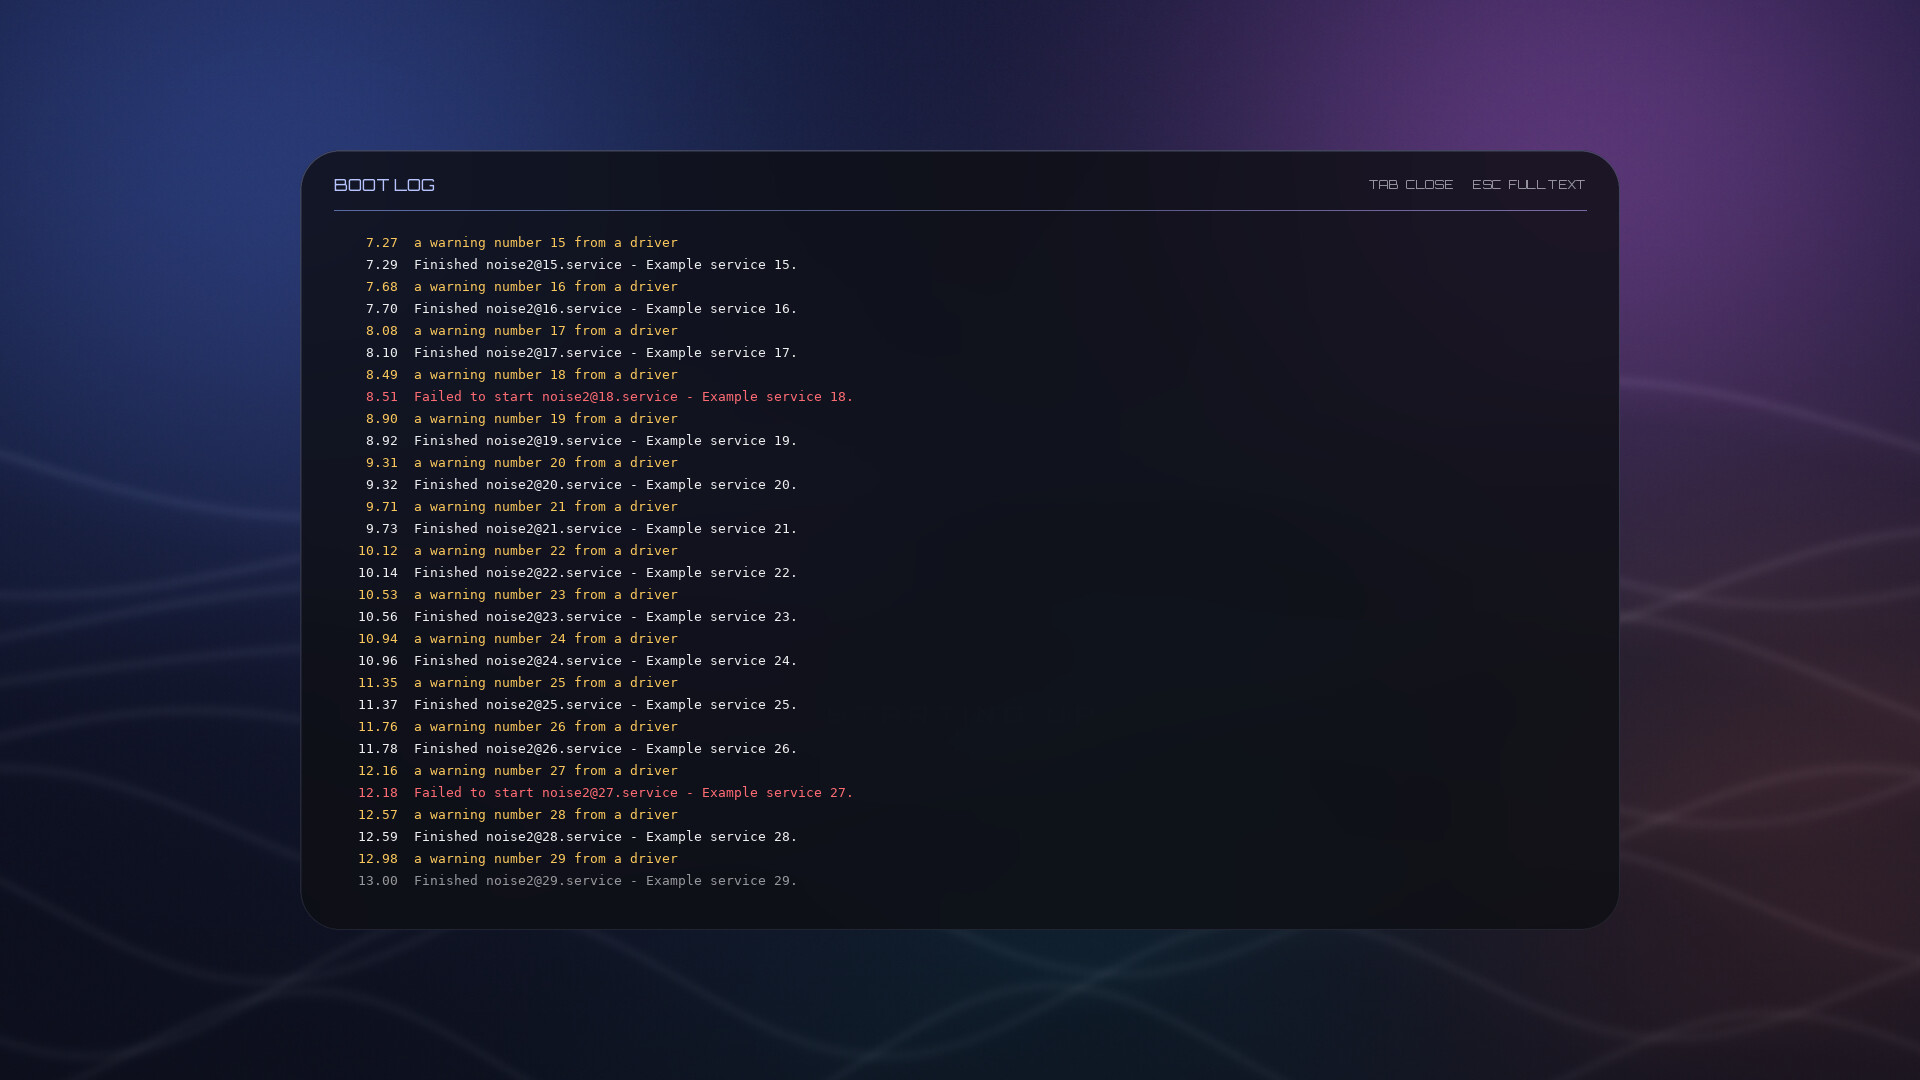 BOOT LOG
TAB CLOSE ESC FULL TEXT
7.27 a warning number 15 from a driver
7.29 Finished noise2@15.service - Example service 15.
7.68 a warning number 16 from a driver
7.70 Finished noise2@16.service - Example service 16.
8.08 a warning number 17 from a driver
8.10 Finished noise2@17.service - Example service 17.
8.49 a warning number 18 from a driver
8.51 Failed to start noise2@18.service - Example service 18.
8.90 a warning number 19 from a driver
8.92 Finished noise2@19.service - Example service 19.
9.31 a warning number 20 from a driver
9.32 Finished noise2@20.service - Example service 20.
9.71 a warning number 21 from a driver
9.73 Finished noise2@21.service - Example service 21.
10.12 a warning number 22 from a driver
10.14 Finished noise2@22.service - Example service 22.
10.53 a warning number 23 from a driver
10.56 Finished noise2@23.service - Example service 23.
10.94 a warning number 24 from a driver
10.96 Finished noise2@24.service - Example service 24.
11.35 a warning number 25 from a driver
11.37 Finished noise2@25.service - Example service 25.
11.76 a warning number 26 from a driver
11.78 Finished noise2@26.service - Example service 26.
12.16 a warning number 27 from a driver
12.18 Failed to start noise2@27.service - Example service 27.
12.57 a warning number 28 from a driver
12.59 Finished noise2@28.service - Example service 28.
12.98 a warning number 29 from a driver
13.00 Finished noise2@29.service - Example service 29.